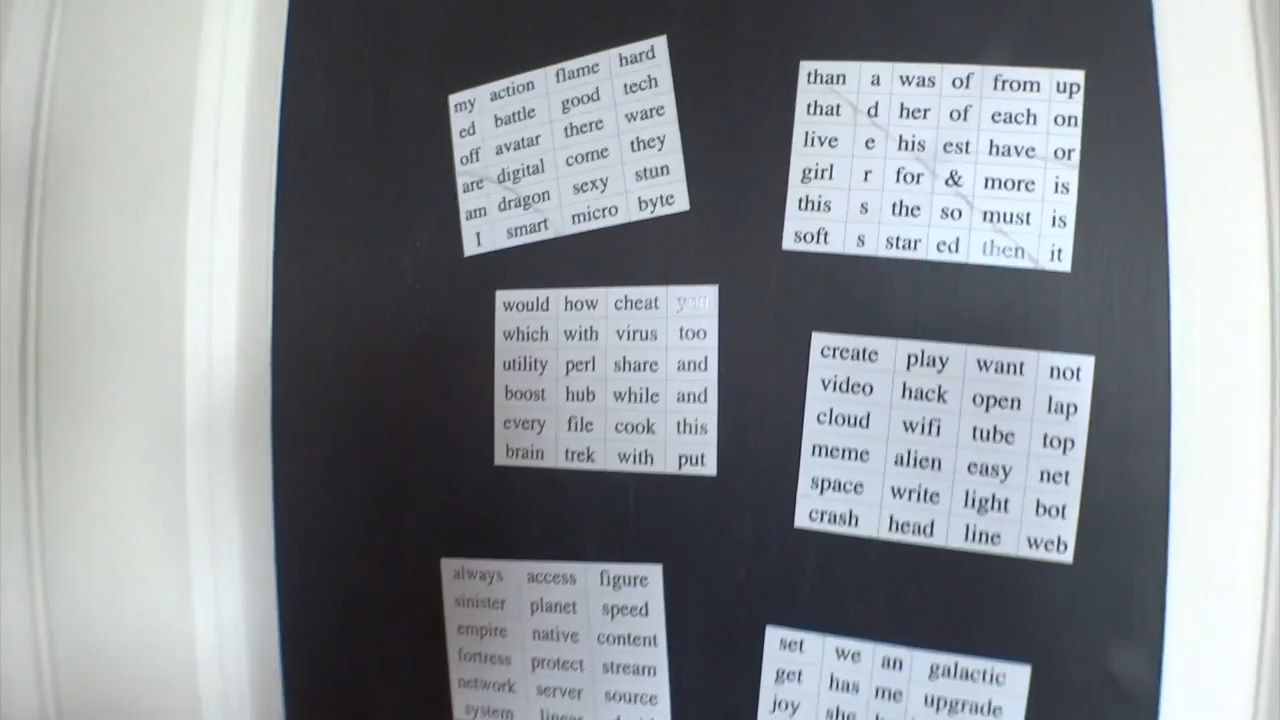 my action flame hard
ed battle good tech
off avatar there ware
are digital come they
am dragon sexy stun
I smart micro byte
than a was of from up
that d her of each on
live e his est have or
girl r for & more is
this s the so must is
soft s star ed then it
would how cheat you
which with virus too
utility perl share and
boost hub while and
every file cook this
brain trek with put
create play want not
video hack open lap
cloud wifi tube top
meme alien easy net
space write light bot
crash head line web
always access figure
sinister planet speed
empire native content
fortress protect stream
network server source
system
set we an galactic
get has me upgrade
joy she